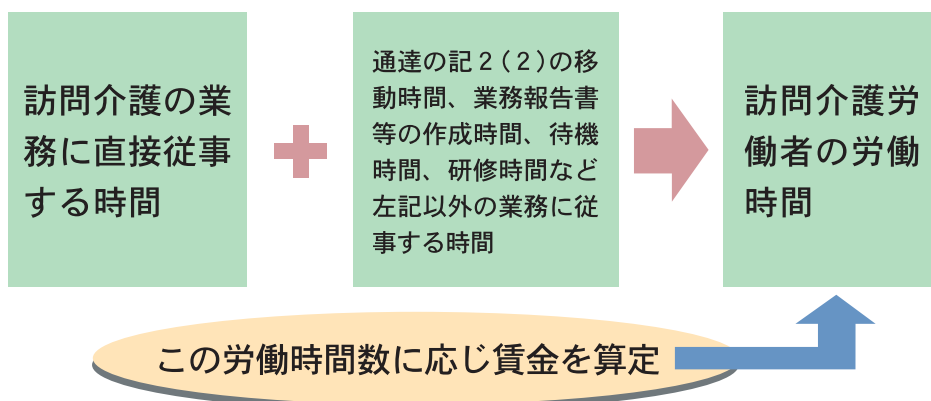 訪問介護の業
務に直接従事
する時間
通達の記２(２)の移
動時間、業務報告書
等の作成時間、待機
時間、研修時間など
左記以外の業務に従
事する時間
訪問介護労
働者の労働
時間
この労働時間数に応じ賃金を算定